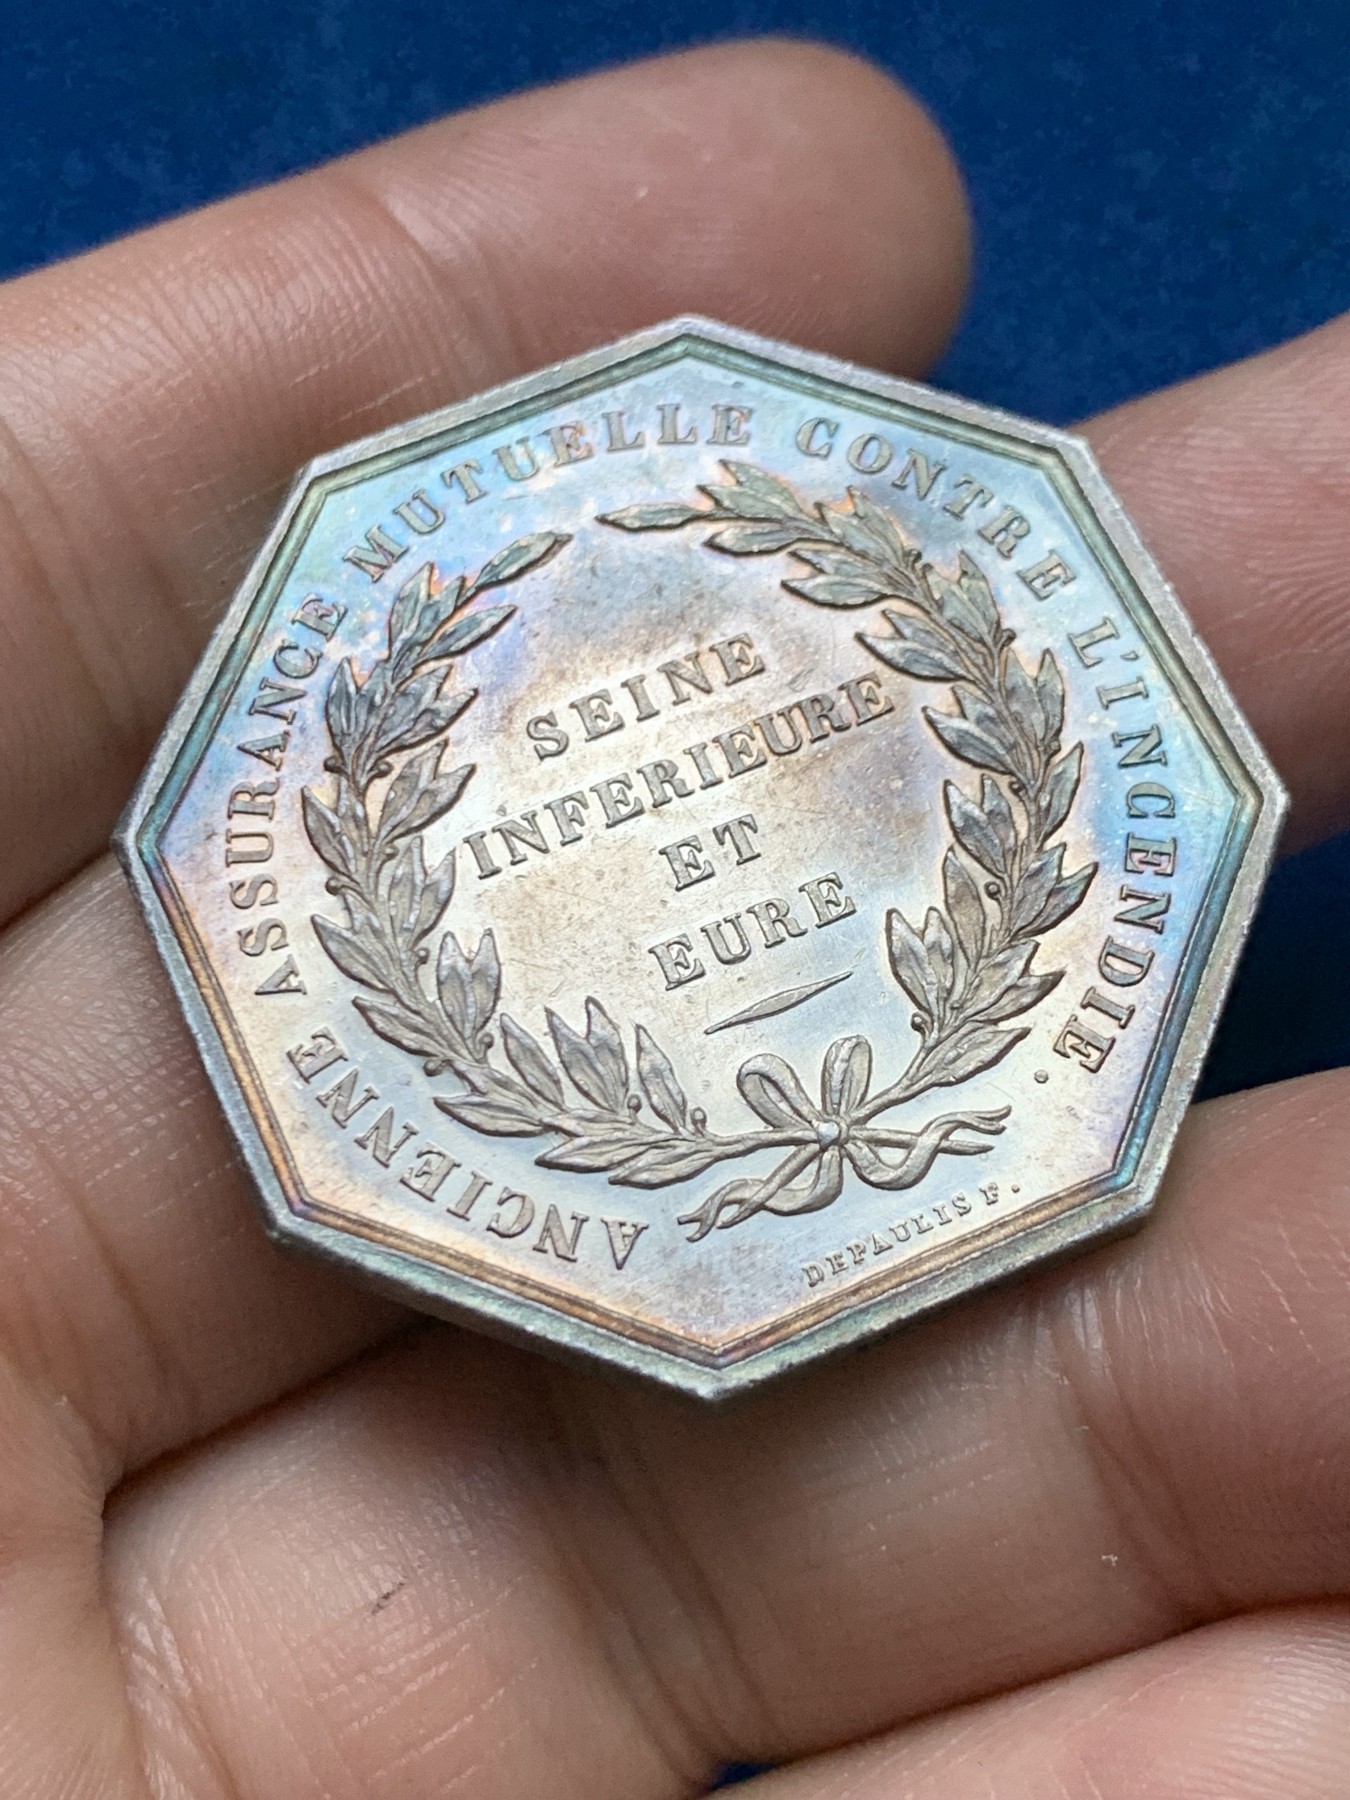 ANCIENNE ASSURANCE MUTUELLE CONTRE L'INCENDIE.
SEINE
INFERIEURE
ET
EURE
DEPAULIS F.